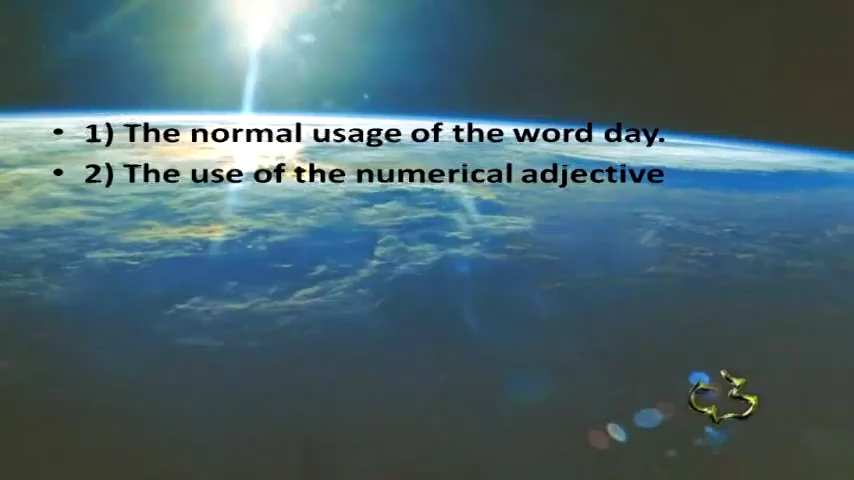 • 1) The normal usage of the word day.
• 2) The use of the numerical adjective